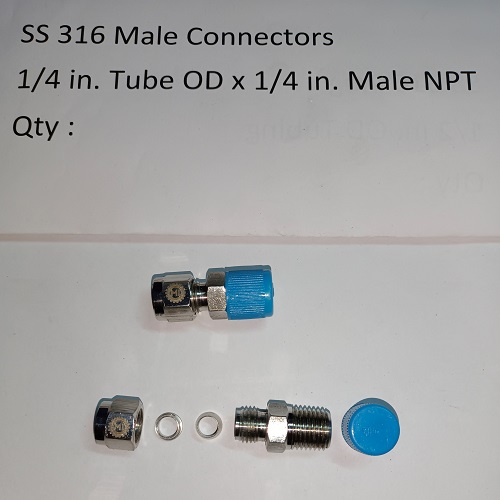 SS 316 Male Connectors
1/4 in. Tube OD x 1/4 in. Male NPT
Qty :